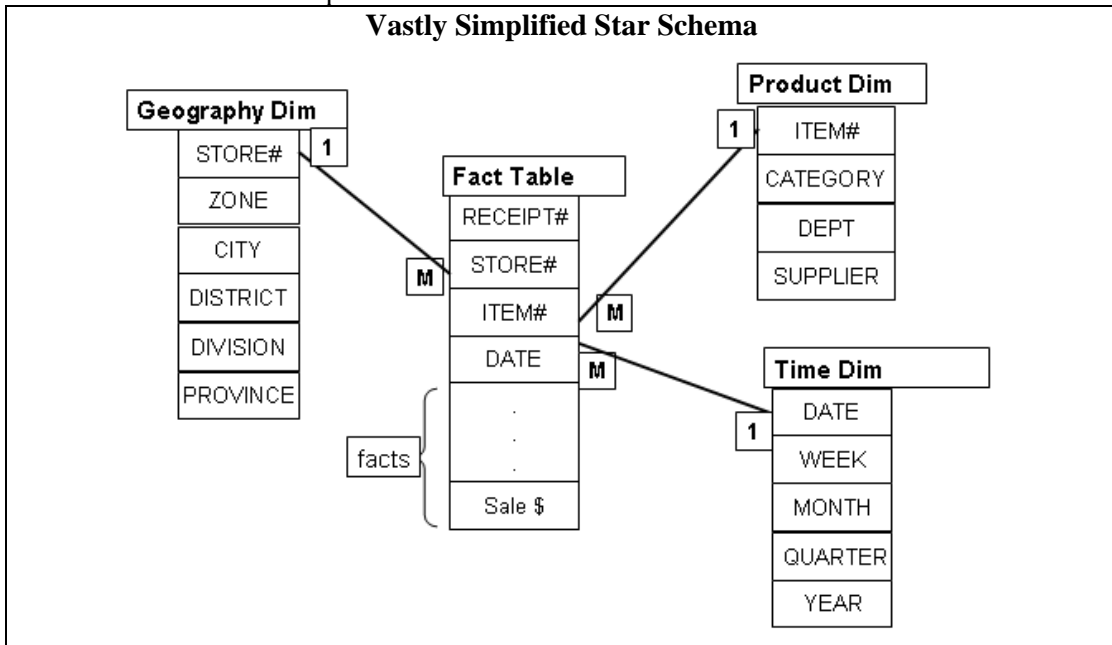 Vastly Simplified Star Schema
Geography Dim
STORE#
1
ZONE
CITY
DISTRICT
DIVISION
PROVINCE
M
Fact Table
RECEIPT#
STORE#
ITEM#
M
DATE
M
facts
.
.
.
Sale $
Product Dim
1
ITEM#
CATEGORY
DEPT
SUPPLIER
Time Dim
1
DATE
WEEK
MONTH
QUARTER
YEAR